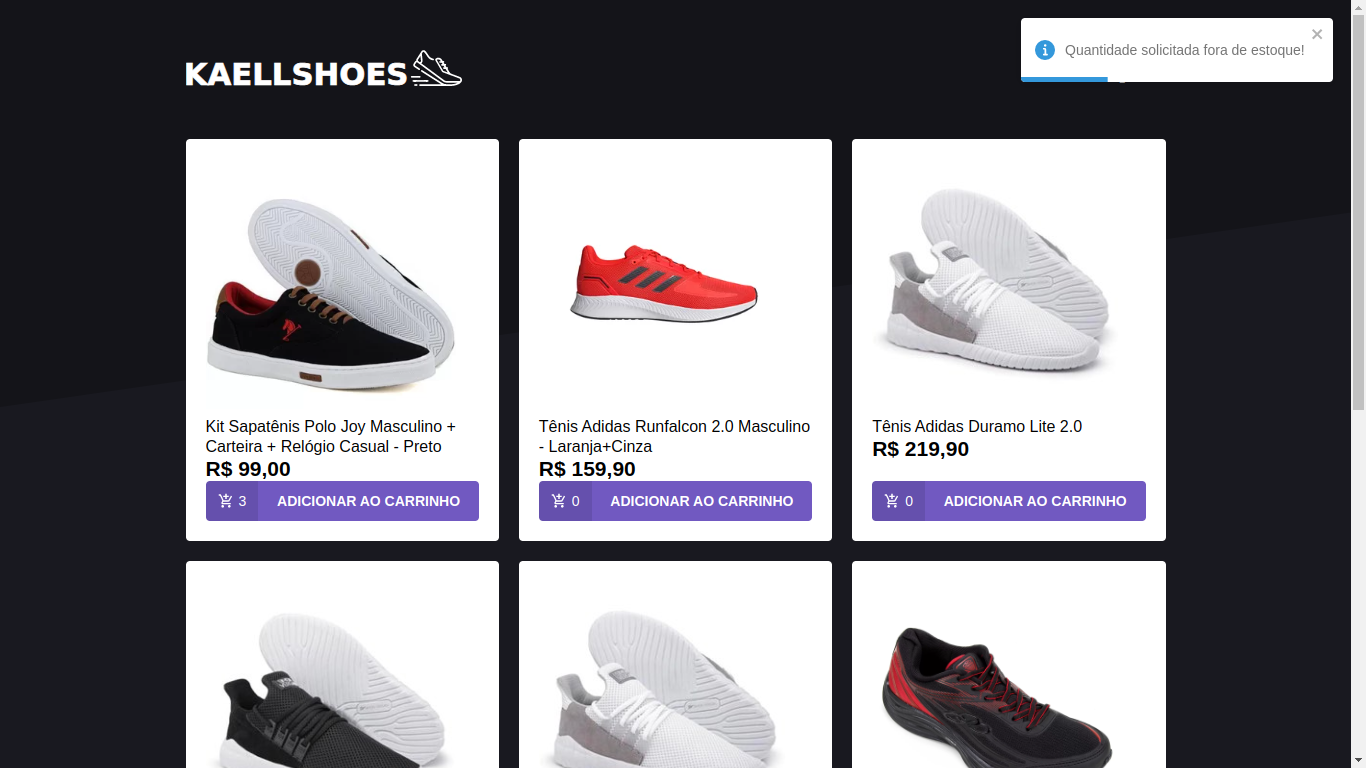 KAELLSHOES
Quantidade solicitada fora de estoque!
Kit Sapatênis Polo Joy Masculino +
Carteira + Relógio Casual - Preto
R$ 99,00
3 ADICIONAR AO CARRINHO
Tênis Adidas Runfalcon 2.0 Masculino
- Laranja+Cinza
R$ 159,90
0 ADICIONAR AO CARRINHO
Tênis Adidas Duramo Lite 2.0
R$ 219,90
0 ADICIONAR AO CARRINHO